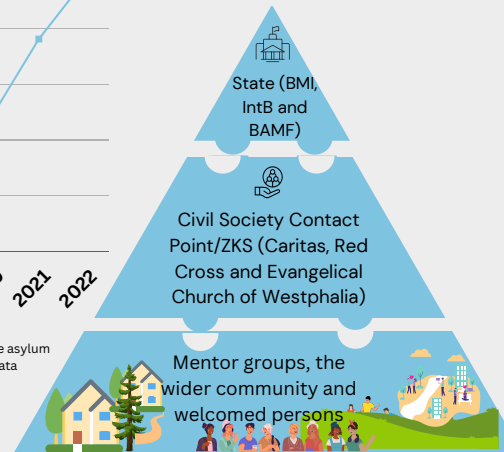 State (BMI,
IntB and
BAMF)
Civil Society Contact
Point/ZKS (Caritas, Red
Cross and Evangelical
Church of Westphalia)
2021
2022
asylum
Mentor groups, the
wider community and
welcomed persons